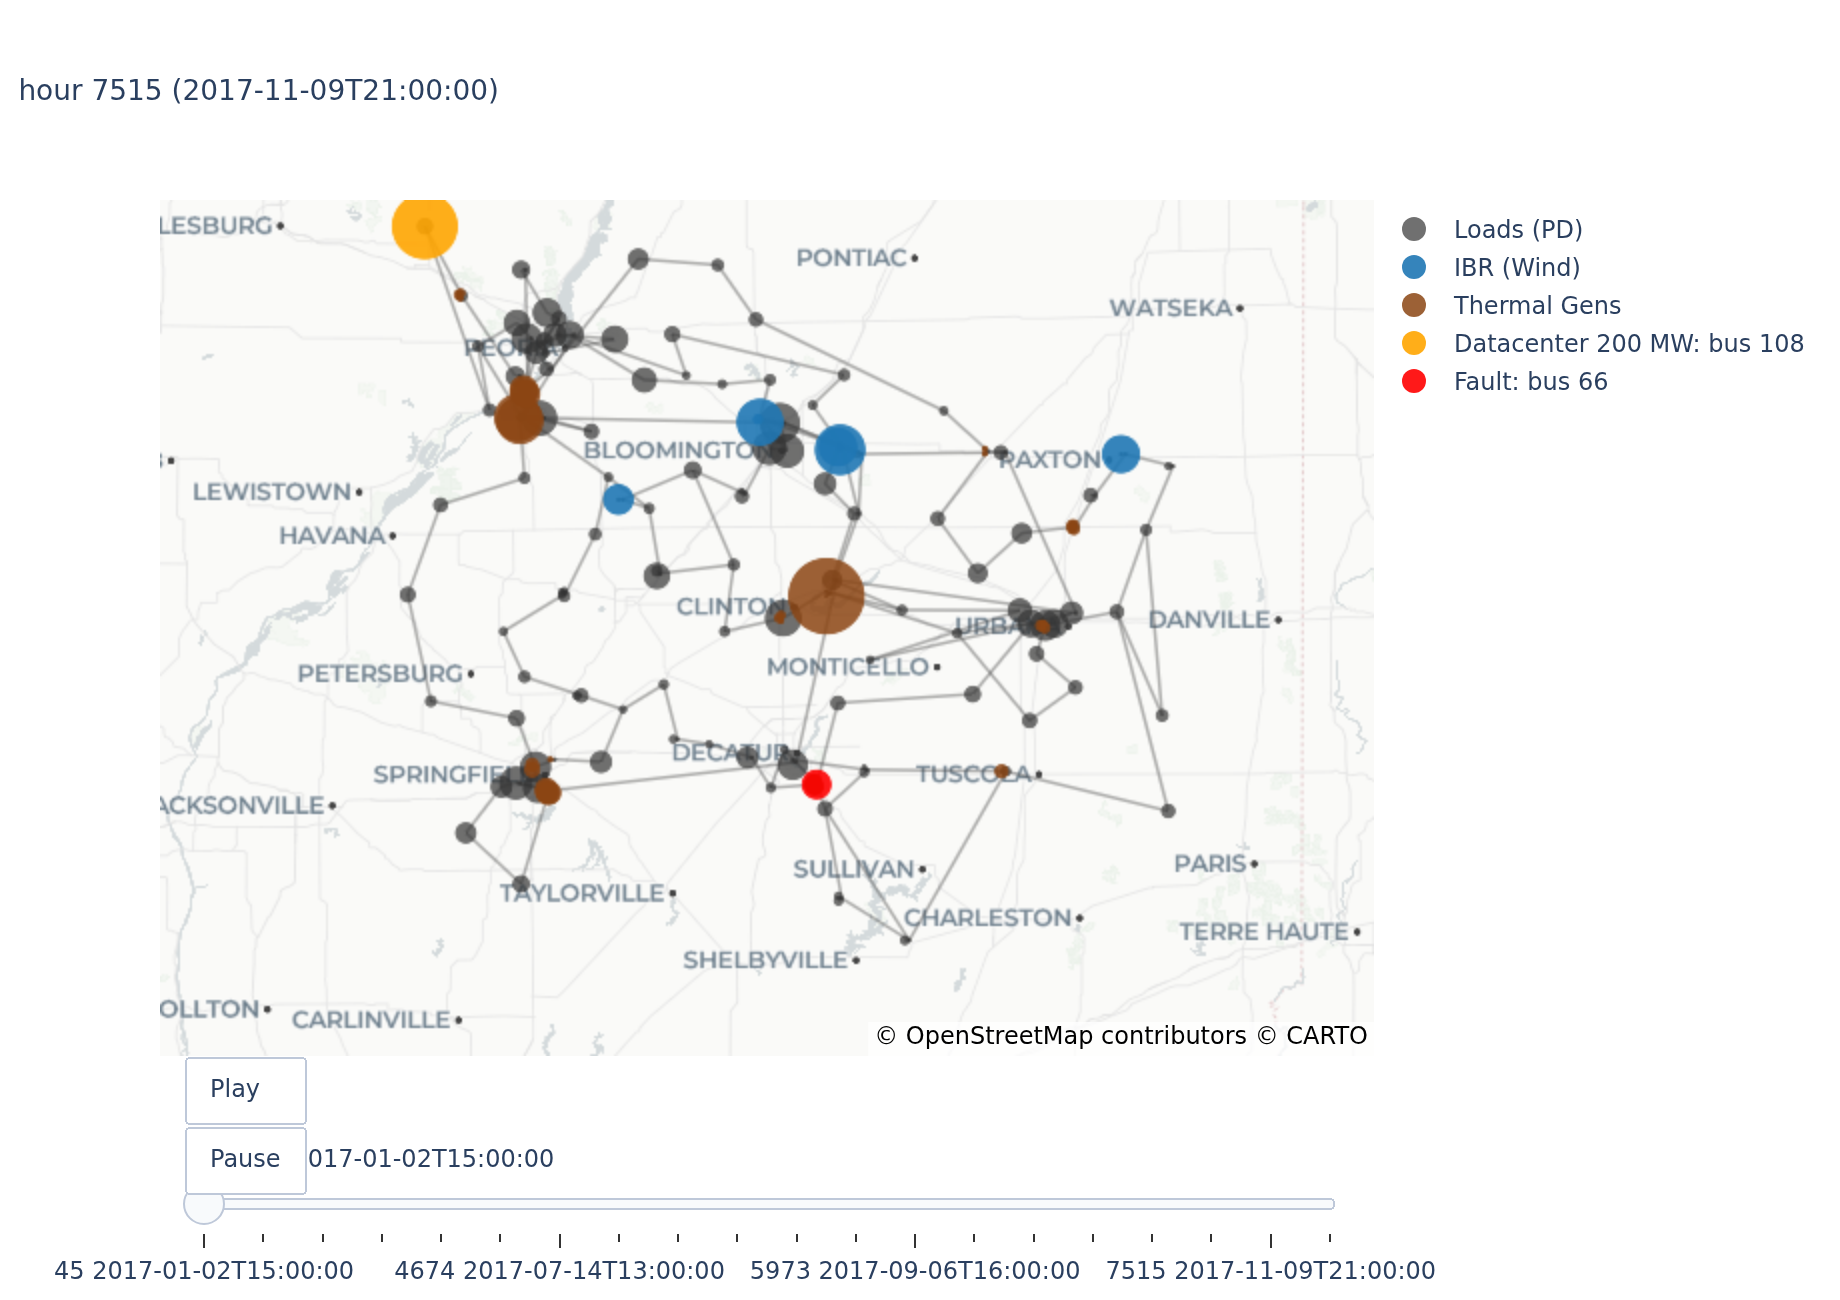 hour 7515 (2017-11-09T21:00:00)
LESBURG
PONTIAC
WATSEKA
BLOOMINGTON
PAXTON
LEWISTOWN
HAVANA
CLINTON
DANVILLE
MONTICELLO
PETERSBURG
DECATUR
TUSCOLA
ACKSONVILLE
SULLIVAN
PARIS
TAYLORVILLE
CHARLESTON
TERRE HAUTE
SHELBYVILLE
OLLTON
CARLINVILLE
© OpenStreetMap contributors © CARTO
Loads (PD)
IBR (Wind)
Thermal Gens
Datacenter 200 MW: bus 108
Fault: bus 66
Play
Pause
017-01-02T15:00:00
45 2017-01-02T15:00:00
4674 2017-07-14T13:00:00
5973 2017-09-06T16:00:00
7515 2017-11-09T21:00:00